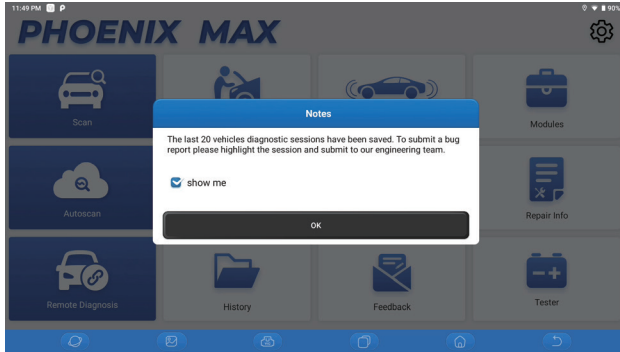 11:49 PM
90%
PHOENIX MAX
Scan
Modules
Notes
The last 20 vehicles diagnostic sessions have been saved. To submit a bug
report please highlight the session and submit to our engineering team.
show me
OK
Autoscan
Repair Info
Remote Diagnosis
History
Feedback
Tester